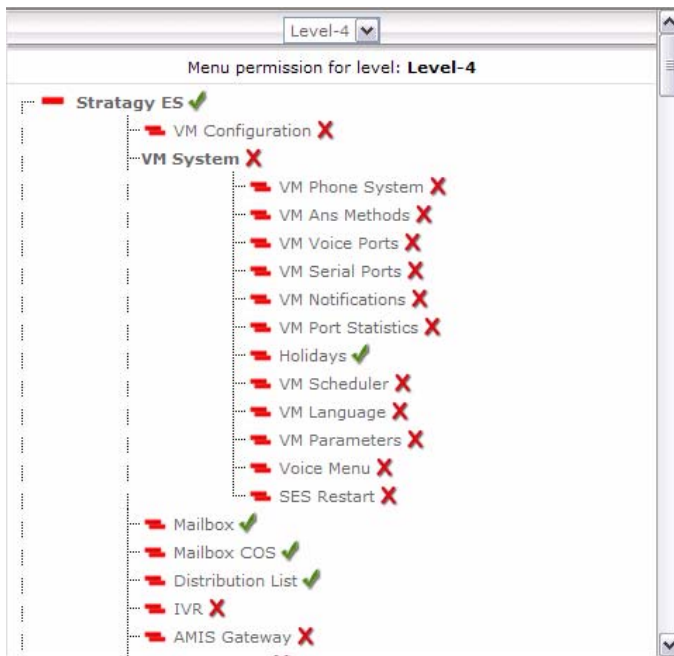 Level-4
Menu permission for level: Level-4
Stratagy ES
VM Configuration
VM System
VM Phone System
VM Ans Methods
VM Voice Ports
VM Serial Ports
VM Notifications
VM Port Statistics
Holidays
VM Scheduler
VM Language
VM Parameters
Voice Menu
SES Restart
Mailbox
Mailbox COS
Distribution List
IVR
AMIS Gateway